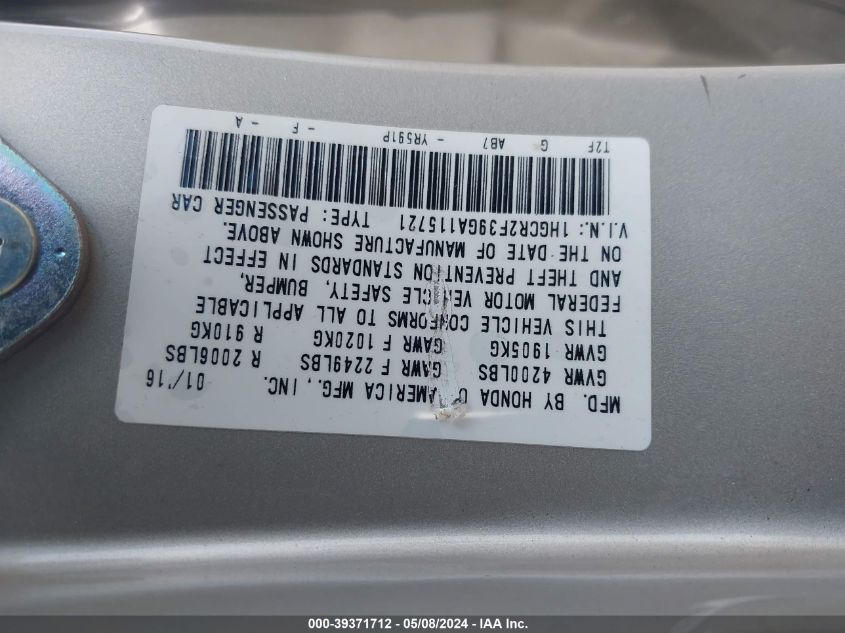 MFD. BY HONDA OF AMERICA MFG., INC. 01/'16
GVWR 4200LBS GAWR F 2249LBS R 2006LBS
GVWR 1905KG GAWR F 1020KG R 910KG
THIS VEHICLE CONFORMS TO ALL APPLICABLE
FEDERAL MOTOR VEHICLE SAFETY, BUMPER,
AND THEFT PREVENTION STANDARDS IN EFFECT
ON THE DATE OF MANUFACTURE SHOWN ABOVE.
V.I.N.: 1HGCR2F39GA115721 TYPE: PASSENGER CAR
T2F G AB7 - YR591P - F - A
000-39371712 - 05/08/2024 - IAA Inc.